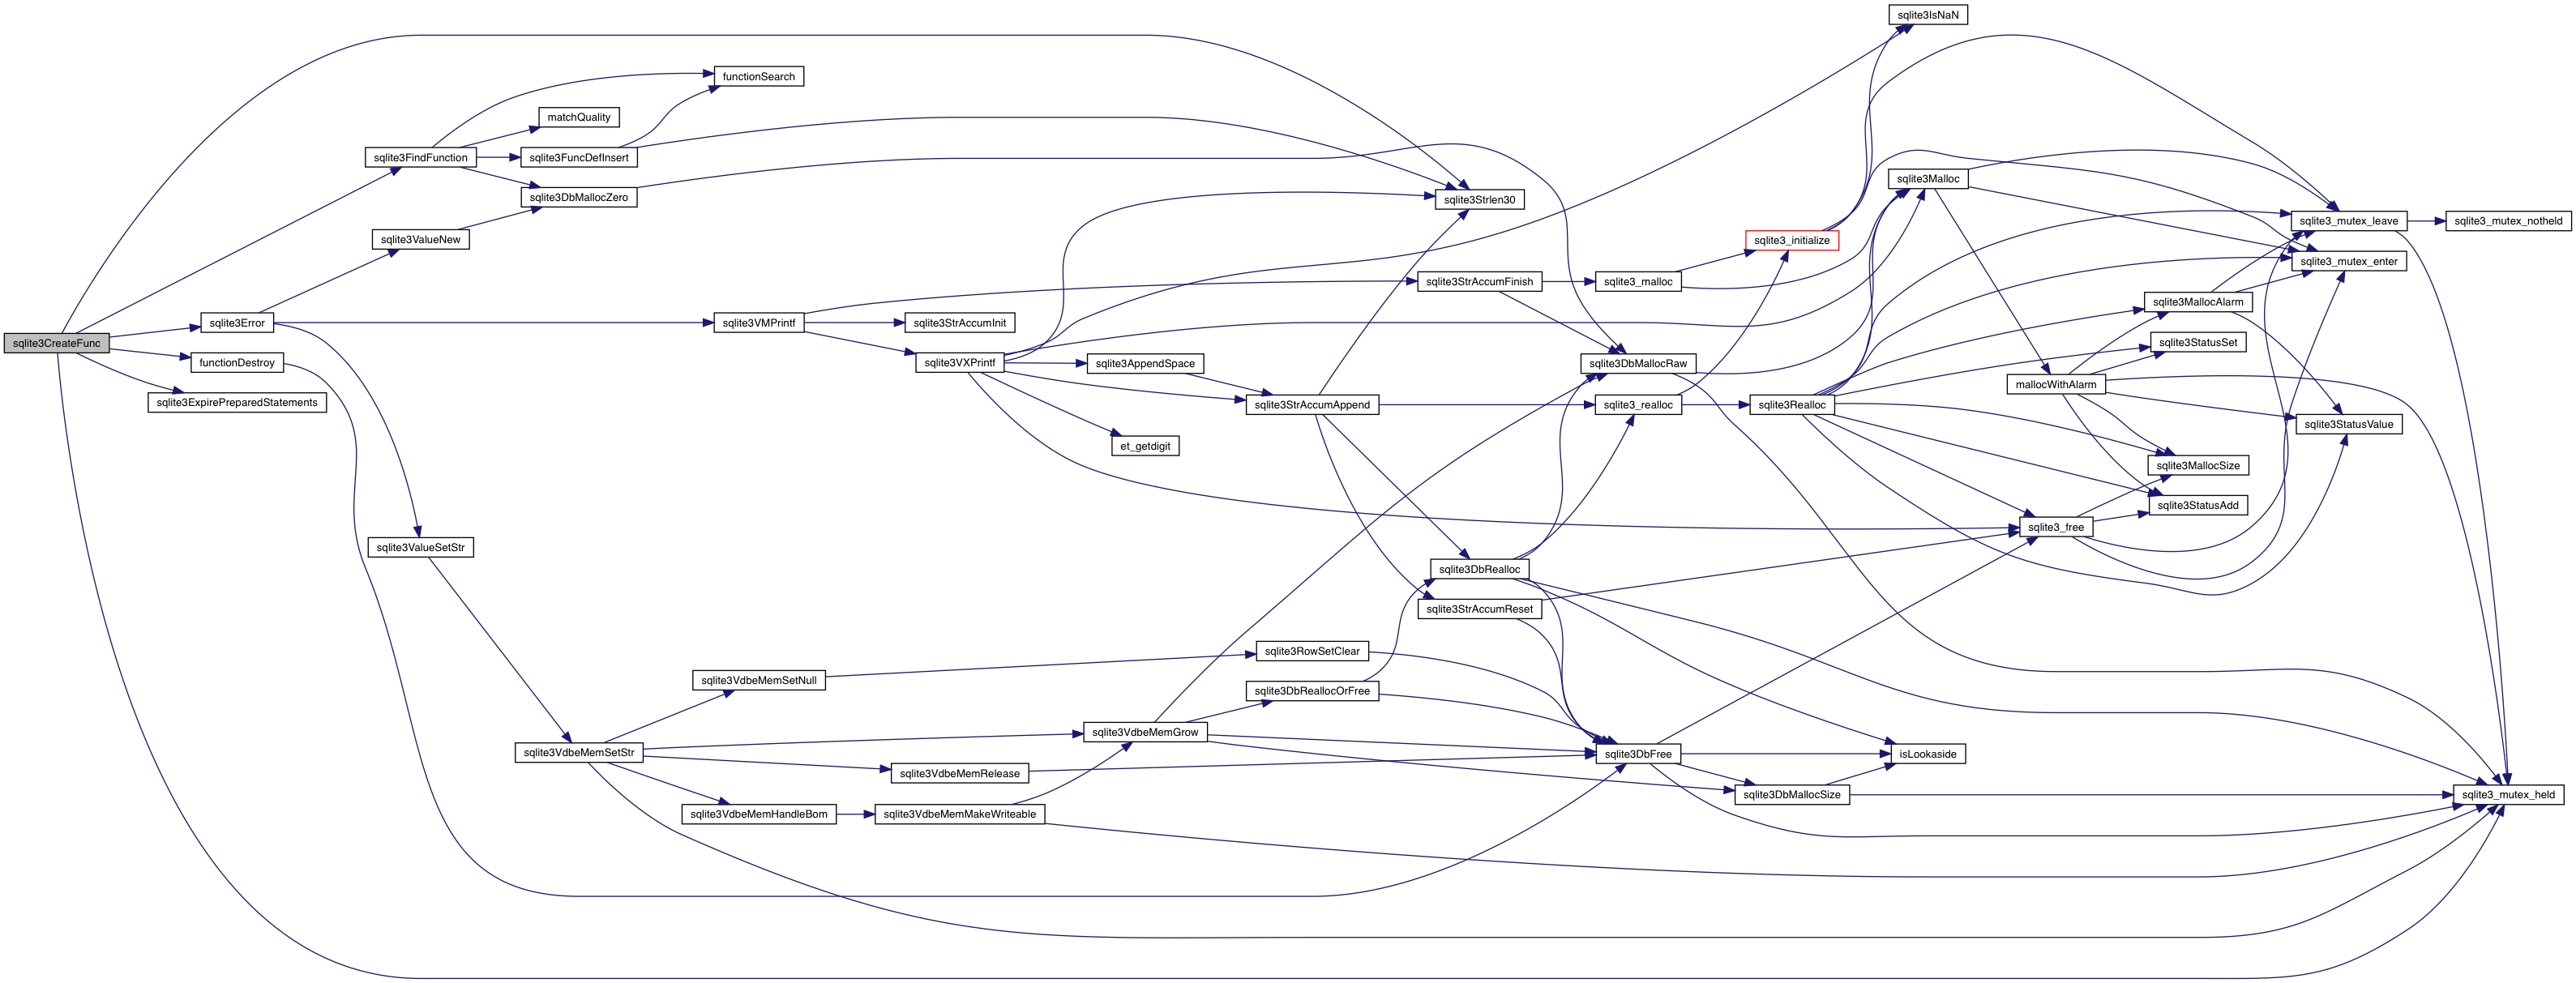 sqlite3IsNaN
functionSearch
matchQuality
sqlite3FindFunction
sqlite3FuncDefInsert
sqlite3Malloc
sqlite3DbMallocZero
sqlite3Strlen30
sqlite3_mutex_leave
sqlite3_mutex_notheld
sqlite3ValueNew
sqlite3_initialize
sqlite3_mutex_enter
sqlite3StrAccumFinish
sqlite3_malloc
sqlite3MallocAlarm
sqlite3Error
sqlite3VMPrintf
sqlite3StrAccumInit
sqlite3CreateFunc
sqlite3StatusSet
functionDestroy
sqlite3VXPrintf
sqlite3AppendSpace
sqlite3DbMallocRaw
mallocWithAlarm
sqlite3ExpirePreparedStatements
sqlite3StrAccumAppend
sqlite3_realloc
sqlite3Realloc
sqlite3StatusValue
et_getdigit
sqlite3MallocSize
sqlite3StatusAdd
sqlite3_free
sqlite3ValueSetStr
sqlite3DbRealloc
sqlite3StrAccumReset
sqlite3RowSetClear
sqlite3VdbeMemSetNull
sqlite3DbReallocOrFree
sqlite3VdbeMemGrow
sqlite3VdbeMemSetStr
sqlite3DbFree
isLookaside
sqlite3VdbeMemRelease
sqlite3DbMallocSize
sqlite3_mutex_held
sqlite3VdbeMemHandleBom
sqlite3VdbeMemMakeWriteable